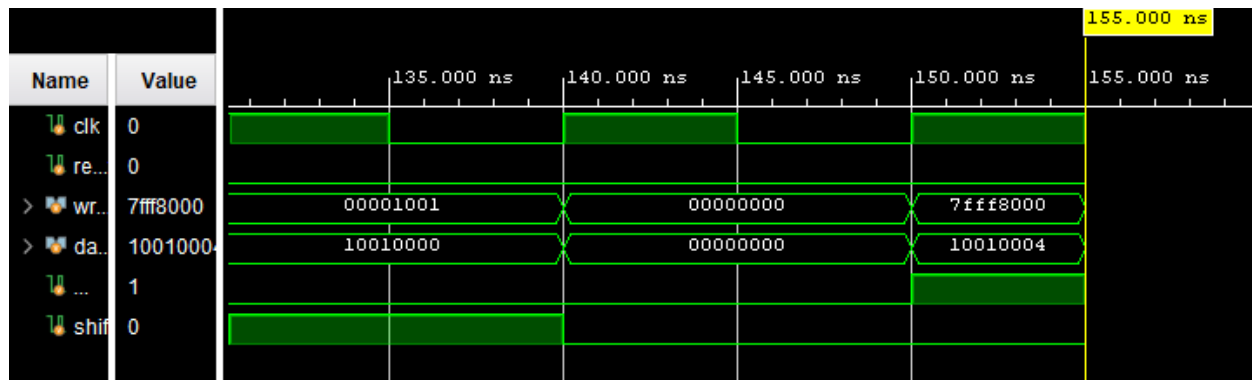 155.000 ns
Name Value
135.000 ns 140.000 ns 145.000 ns 150.000 ns 155.000 ns
clk 0
re... 0
wr... 7fff8000 00001001 00000000 7fff8000
da... 10010004 10010000 00000000 10010004
... 1
shif 0